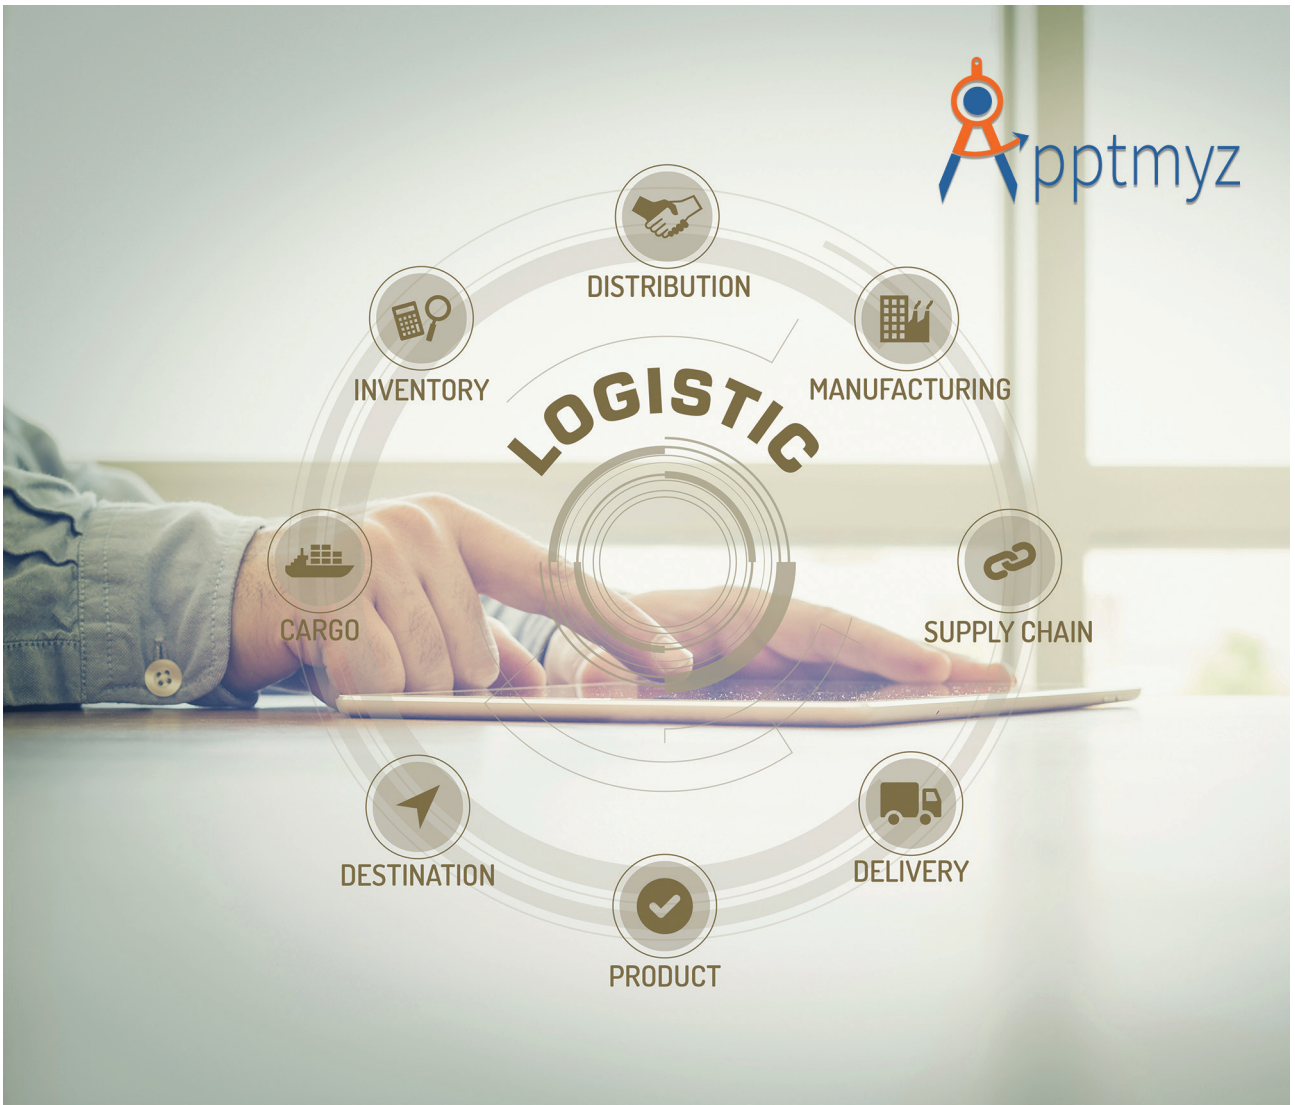 Apptmyz
DISTRIBUTION
INVENTORY
MANUFACTURING
LOGISTIC
CARGO
SUPPLY CHAIN
DESTINATION
DELIVERY
PRODUCT